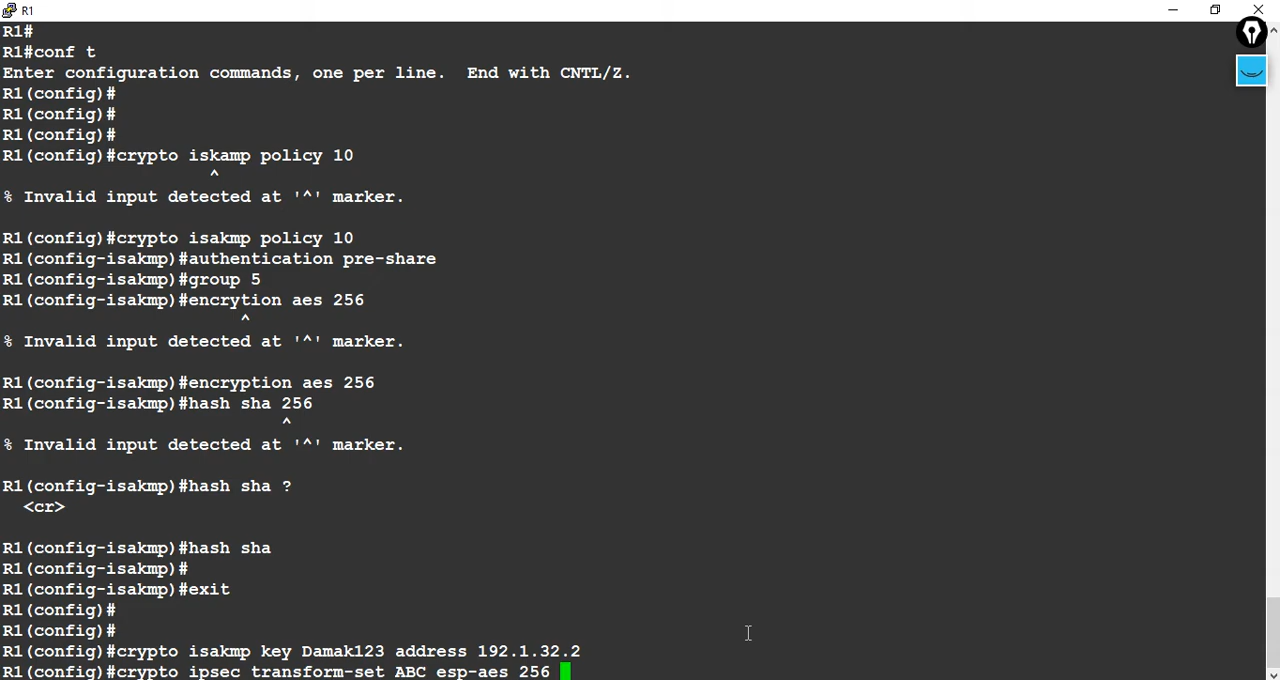 R1
R1#
R1#conf t
Enter configuration commands, one per line.  End with CNTL/Z.
R1(config)#
R1(config)#
R1(config)#
R1(config)#crypto iskamp policy 10
^
% Invalid input detected at '^' marker.
R1(config)#crypto isakmp policy 10
R1(config-isakmp)#authentication pre-share
R1(config-isakmp)#group 5
R1(config-isakmp)#encrytion aes 256
^
% Invalid input detected at '^' marker.
R1(config-isakmp)#encryption aes 256
R1(config-isakmp)#hash sha 256
^
% Invalid input detected at '^' marker.
R1(config-isakmp)#hash sha ?
<cr>
R1(config-isakmp)#hash sha
R1(config-isakmp)#
R1(config-isakmp)#exit
R1(config)#
R1(config)#
R1(config)#crypto isakmp key Damak123 address 192.1.32.2
R1(config)#crypto ipsec transform-set ABC esp-aes 256